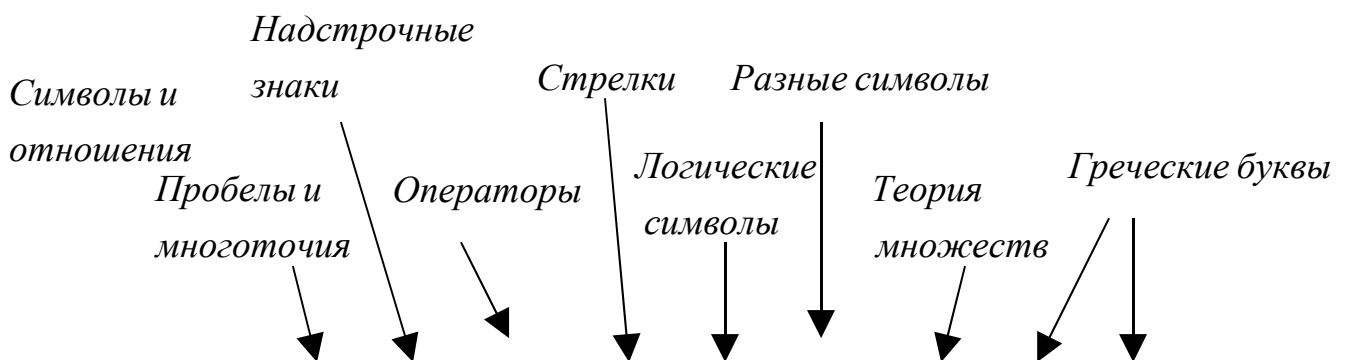 Символы и
отношения
Пробелы и
многоточия
Надстрочные
знаки
Операторы
Стрелки
Логические
символы
Разные символы
Теория
множеств
Греческие буквы